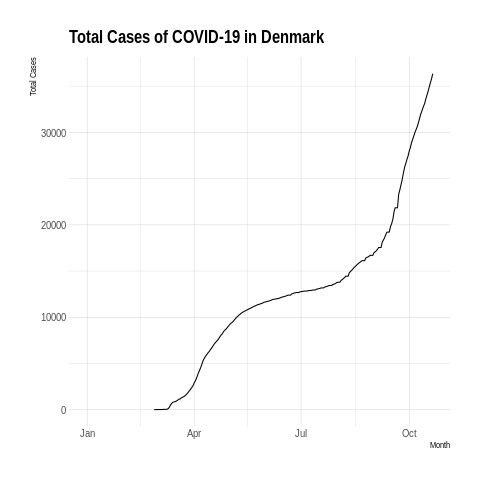 Total Cases of COVID-19 in Denmark
Total Cases
30000
20000
10000
0
Jan Apr Jul Oct
Month